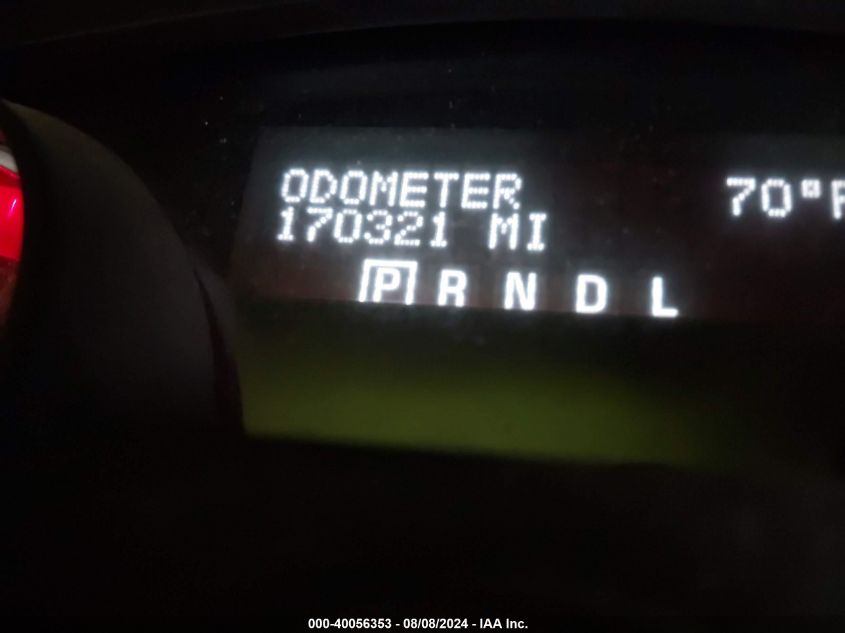 ODOMETER 70°F
170321 MI
P R N D L
000-40056353 - 08/08/2024 - IAA Inc.